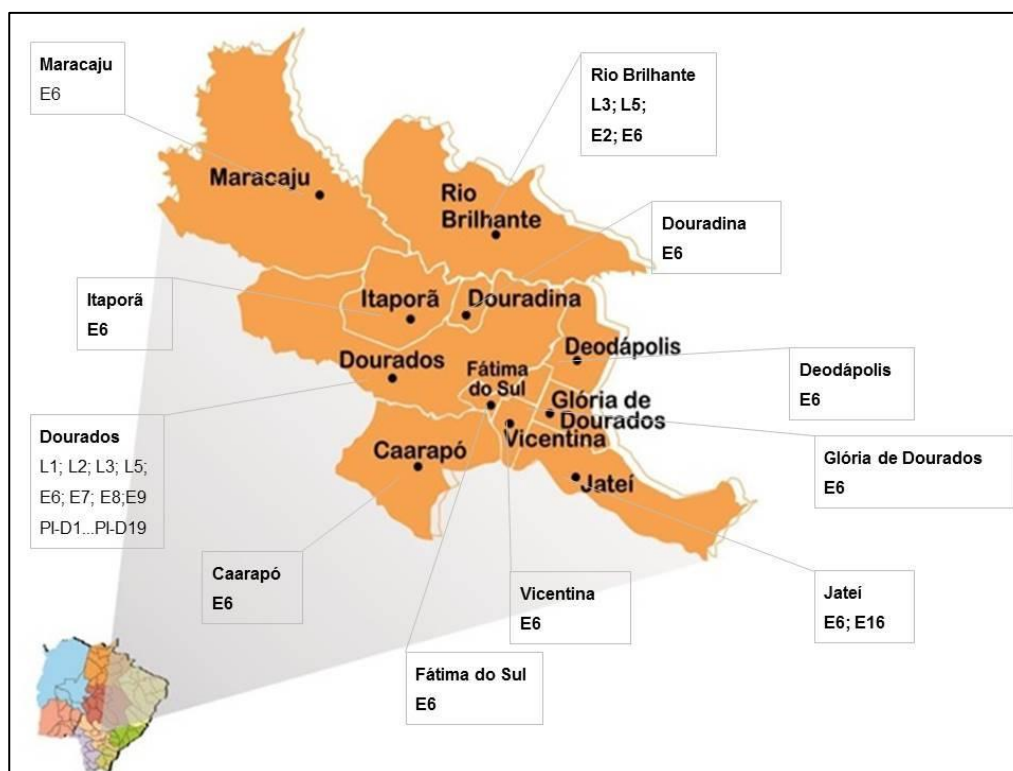 Maracaju
E6
Rio Brilhante
L3; L5;
E2; E6
Maracaju
Rio
Brilhante
Douradina
E6
Itaporã
E6
Itaporã
Douradina
Dourados
Deodápolis
Fátima
do Sul
Deodápolis
E6
Glória de
Dourados
Dourados
L1; L2; L3; L5;
E6; E7; E8;E9
PI-D1...PI-D19
Caarapó
Vicentina
Glória de Dourados
E6
Jateí
Caarapó
E6
Vicentina
E6
Jateí
E6; E16
Fátima do Sul
E6